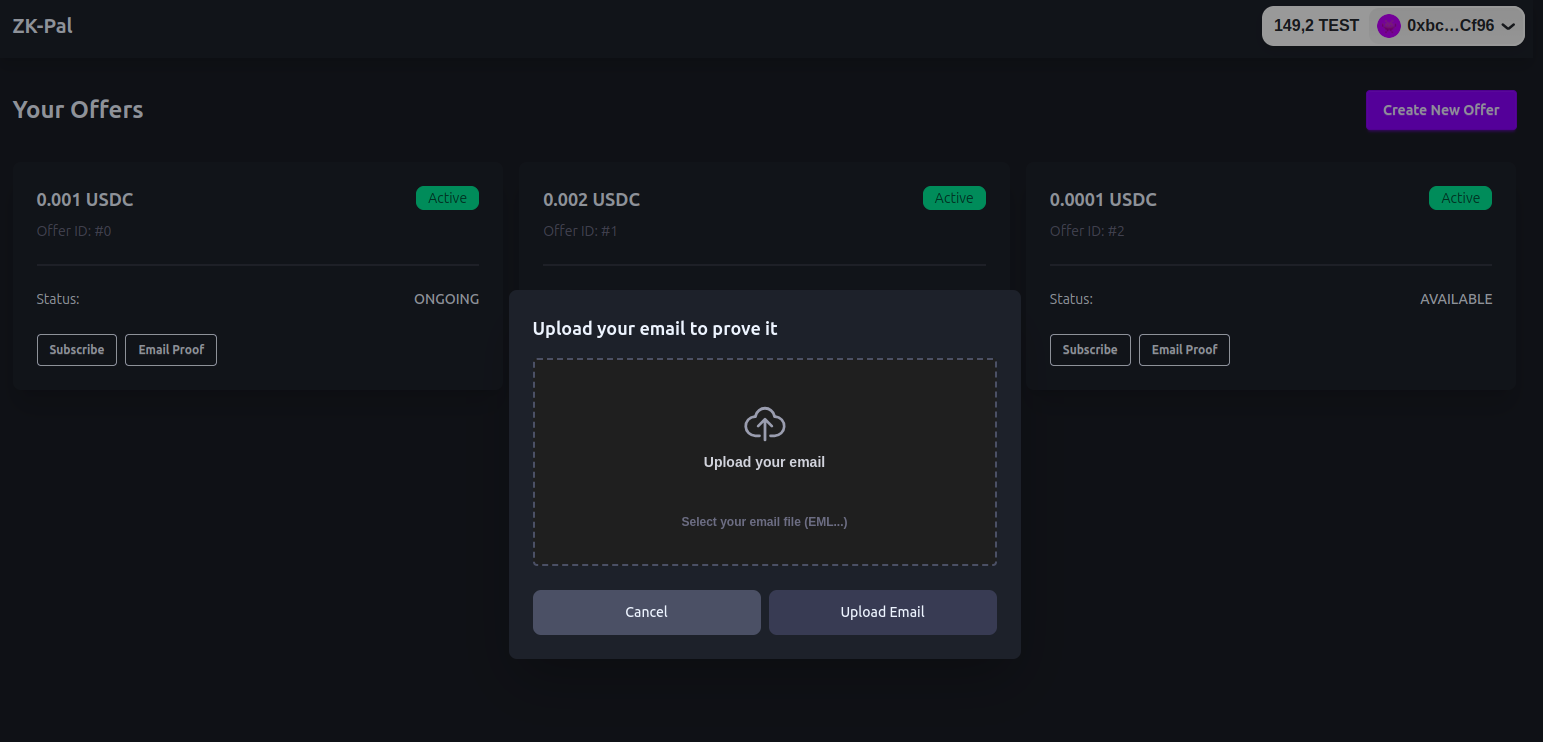 ZK-Pal
149,2 TEST 0xbc...Cf96
Your Offers
Create New Offer
0.001 USDC Active
Offer ID: #0
Status: ONGOING
Subscribe Email Proof
0.002 USDC Active
Offer ID: #1
0.0001 USDC Active
Offer ID: #2
Status: AVAILABLE
Subscribe Email Proof
Upload your email to prove it
Upload your email
Select your email file (EML...)
Cancel Upload Email